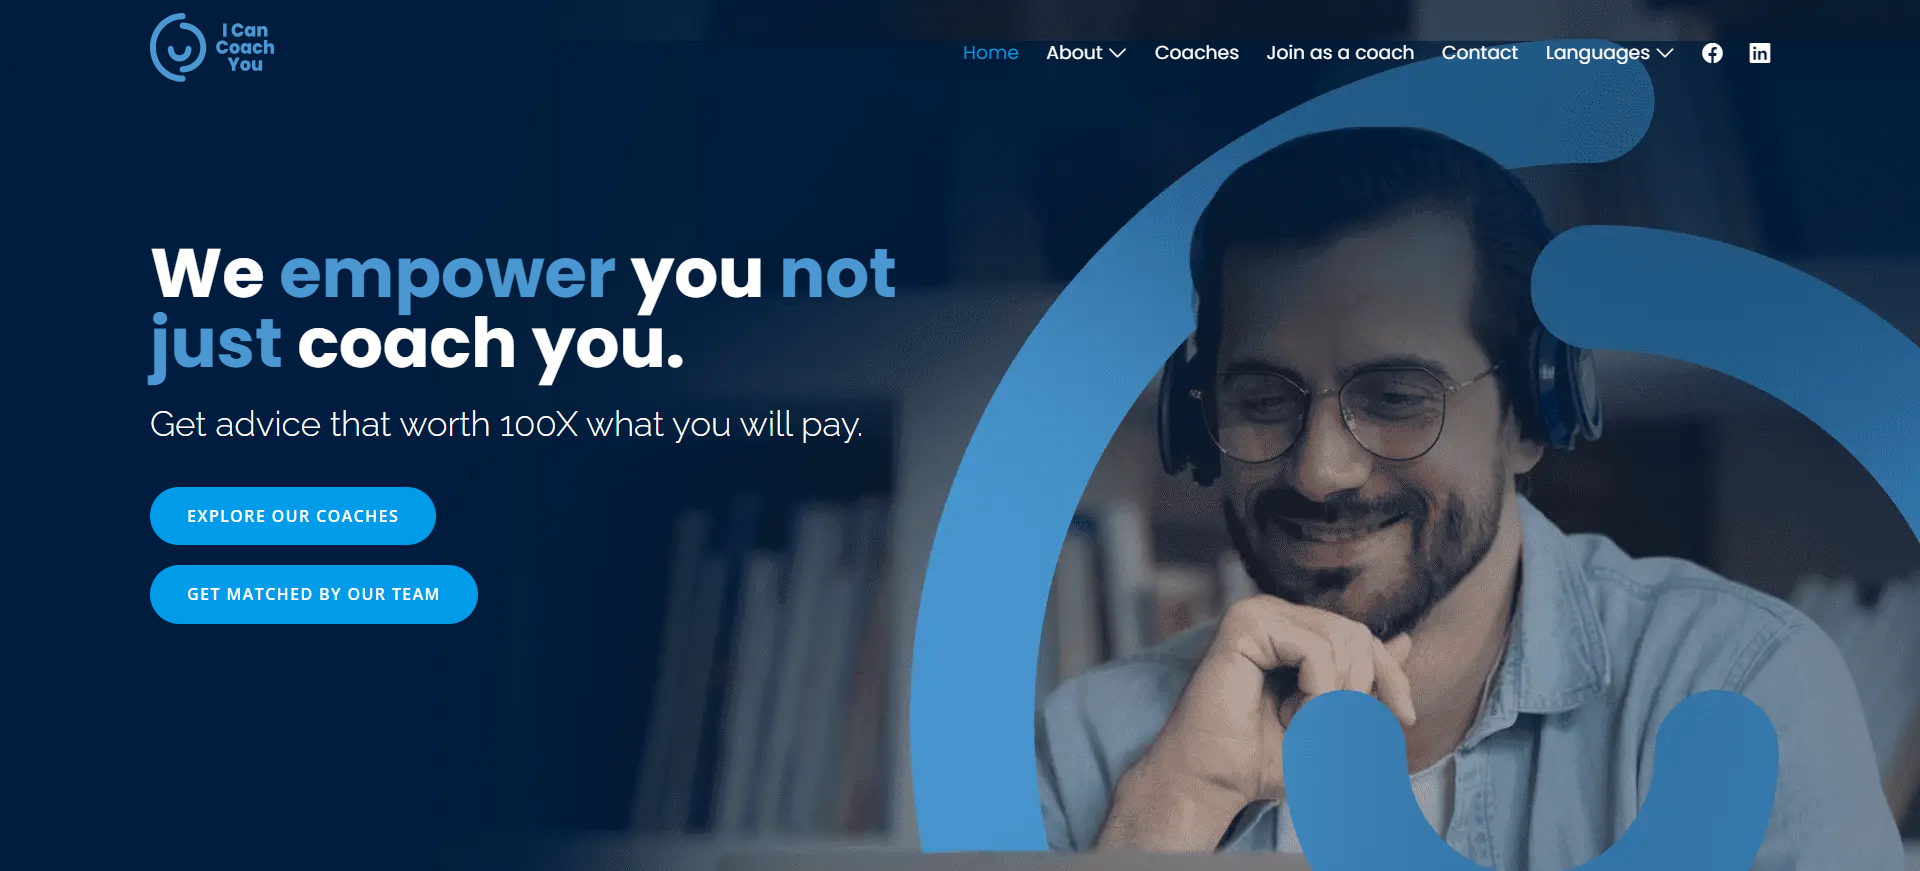 I Can
Coach
You
Home About Coaches Join as a coach Contact Languages
We empower you not
just coach you.
Get advice that worth 100X what you will pay.
EXPLORE OUR COACHES
GET MATCHED BY OUR TEAM